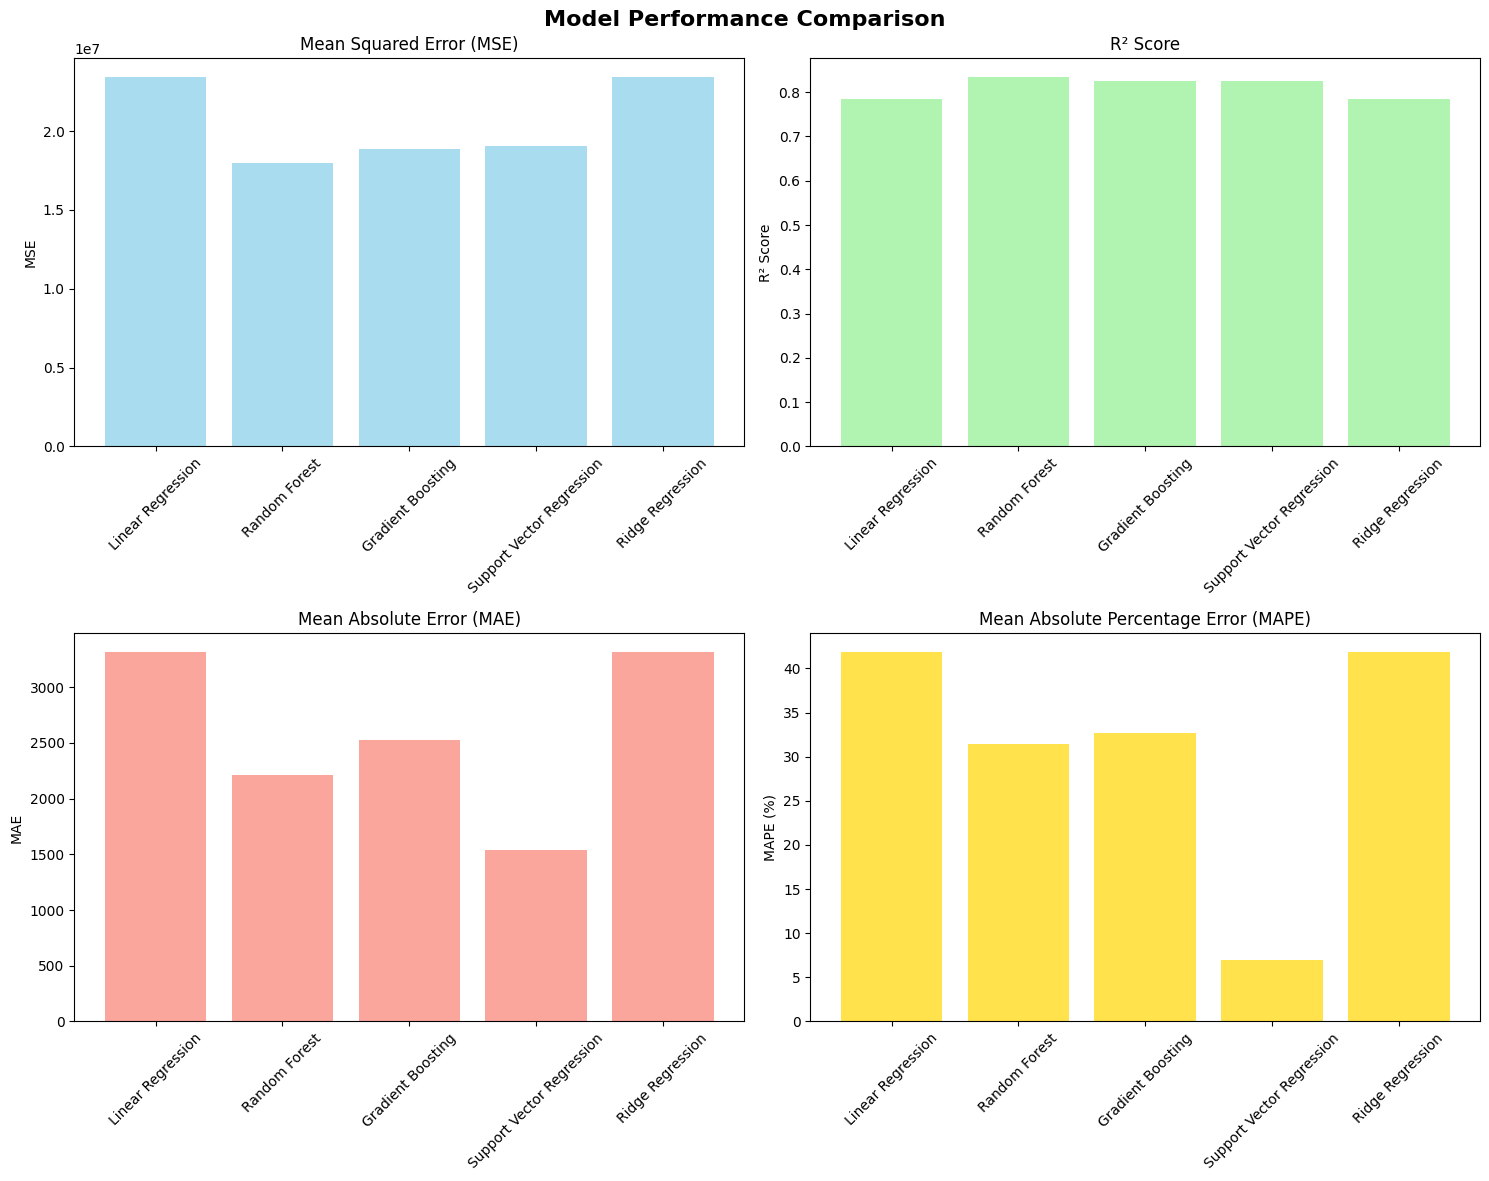 Model Performance Comparison
Mean Squared Error (MSE)
1e7
2.0
1.5
1.0
0.5
0.0
MSE
Linear Regression
Random Forest
Gradient Boosting
Support Vector Regression
Ridge Regression
R² Score
0.8
0.7
0.6
0.5
0.4
0.3
0.2
0.1
0.0
R² Score
Linear Regression
Random Forest
Gradient Boosting
Support Vector Regression
Ridge Regression
Mean Absolute Error (MAE)
3000
2500
2000
1500
1000
500
0
MAE
Linear Regression
Random Forest
Gradient Boosting
Support Vector Regression
Ridge Regression
Mean Absolute Percentage Error (MAPE)
40
35
30
25
20
15
10
5
0
MAPE (%)
Linear Regression
Random Forest
Gradient Boosting
Support Vector Regression
Ridge Regression